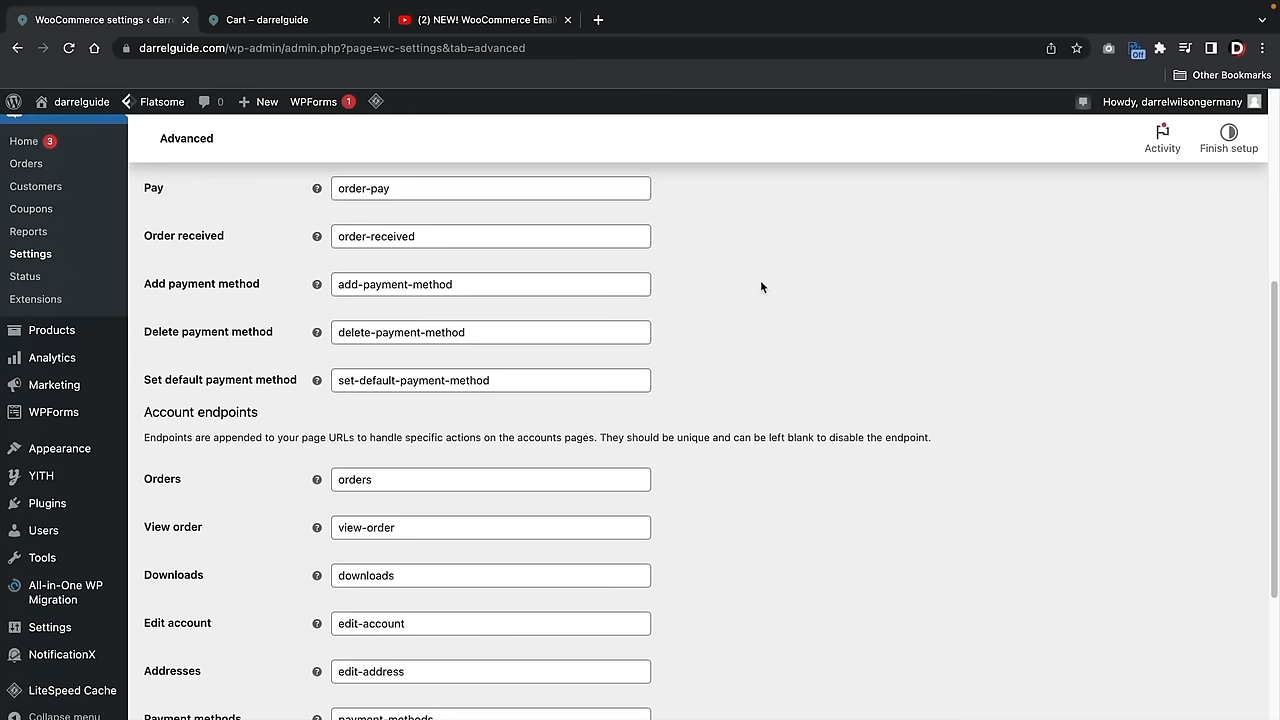 WooCommerce settings < darr
Cart – darrelguide
(2) NEW! WooCommerce Emai
darrelguide.com/wp-admin/admin.php?page=wc-settings&tab=advanced
Off
D
Other Bookmarks
darrelguide
Flatsome
0
New
WPForms 1
Howdy, darrelwilsongermany
Home 3
Orders
Customers
Coupons
Reports
Settings
Status
Extensions
Products
Analytics
Marketing
WPForms
Appearance
YITH
Plugins
Users
Tools
All-in-One WP
Migration
Settings
NotificationX
LiteSpeed Cache
Collapse menu
Advanced
Activity
Finish setup
Pay
order-pay
Order received
order-received
Add payment method
add-payment-method
Delete payment method
delete-payment-method
Set default payment method
set-default-payment-method
Account endpoints
Endpoints are appended to your page URLs to handle specific actions on the accounts pages. They should be unique and can be left blank to disable the endpoint.
Orders
orders
View order
view-order
Downloads
downloads
Edit account
edit-account
Addresses
edit-address
Payment methods
payment-methods